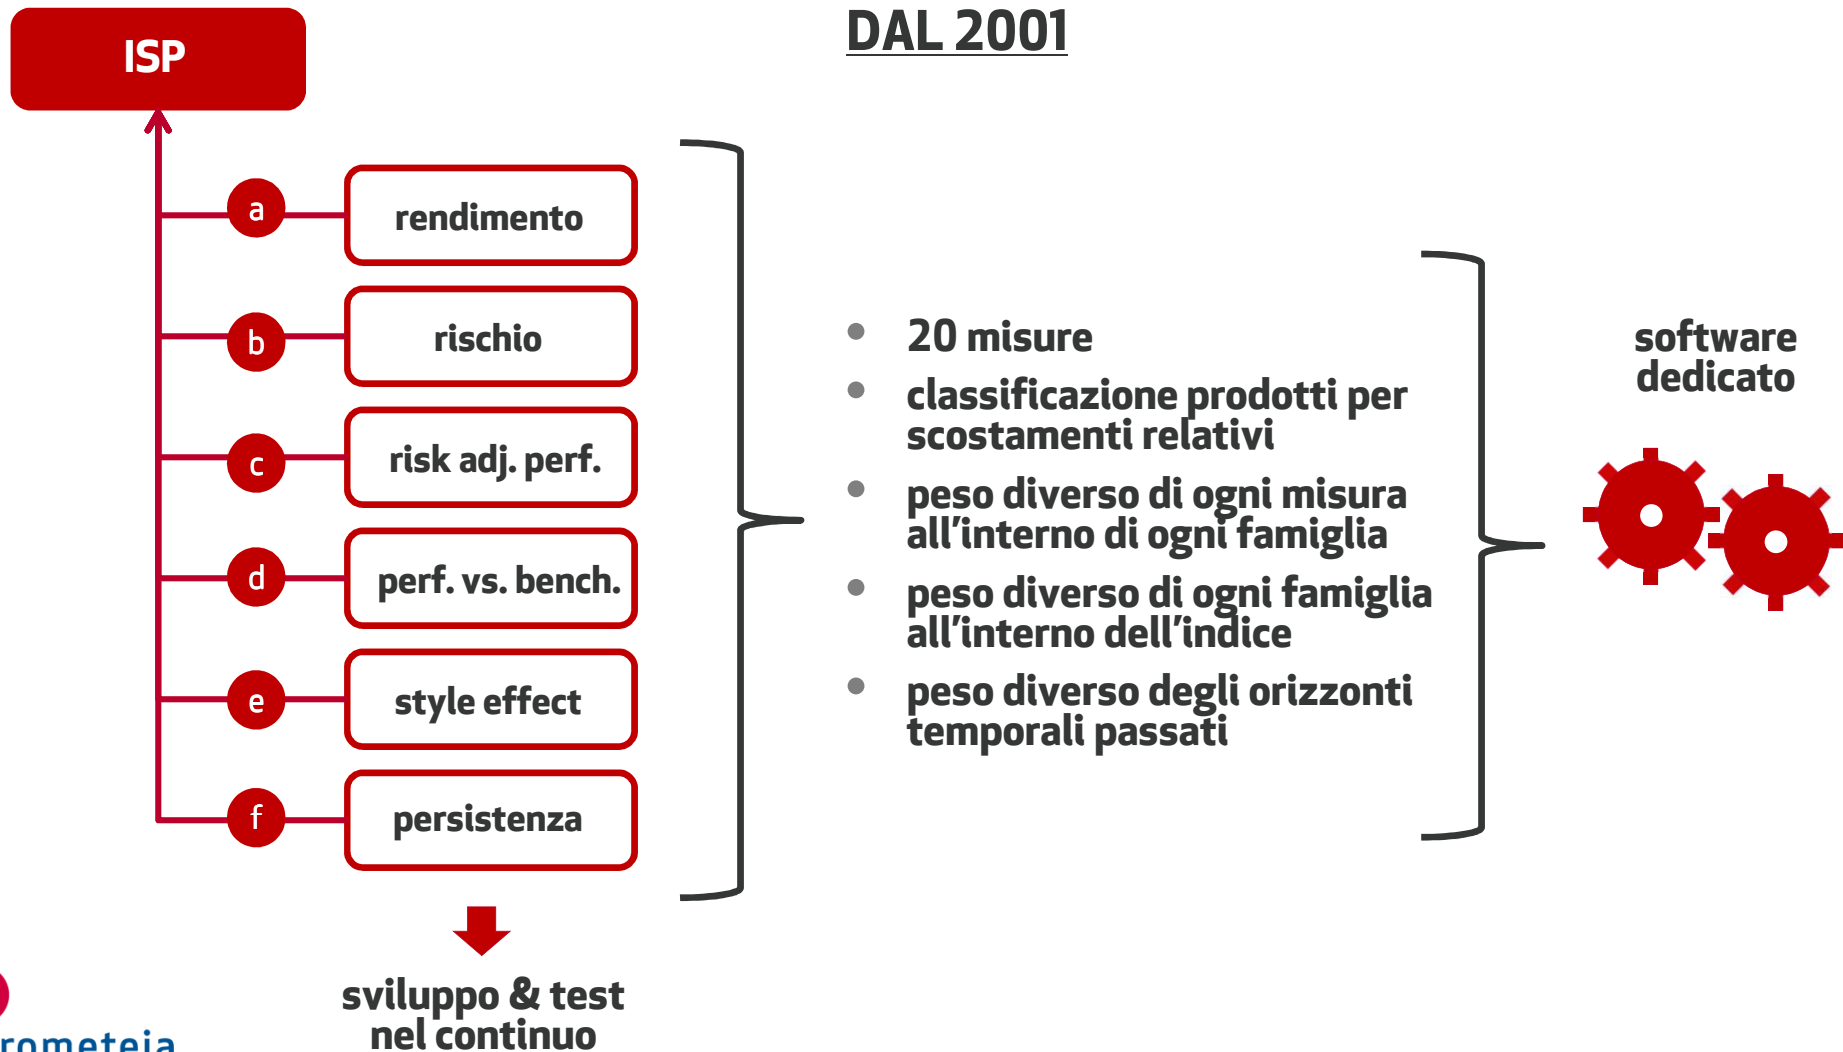 ISP
DAL 2001
a
rendimento
b
rischio
c
risk adj. perf.
d
perf. vs. bench.
e
style effect
f
persistenza
sviluppo & test
nel continuo
• 20 misure
• classificazione prodotti per
scostamenti relativi
• peso diverso di ogni misura
all'interno di ogni famiglia
• peso diverso di ogni famiglia
all'interno dell'indice
• peso diverso degli orizzonti
temporali passati
software
dedicato
rometeia